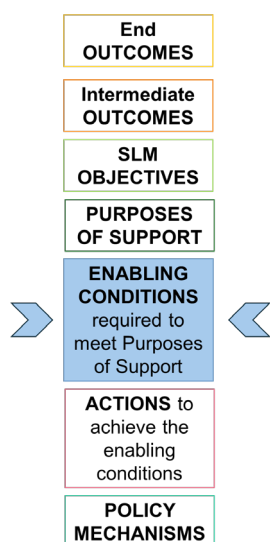 End
OUTCOMES
Intermediate
OUTCOMES
SLM
OBJECTIVES
PURPOSES
OF SUPPORT
ENABLING
CONDITIONS
required to
meet Purposes
of Support
ACTIONS to
achieve the
enabling
conditions
POLICY
MECHANISMS